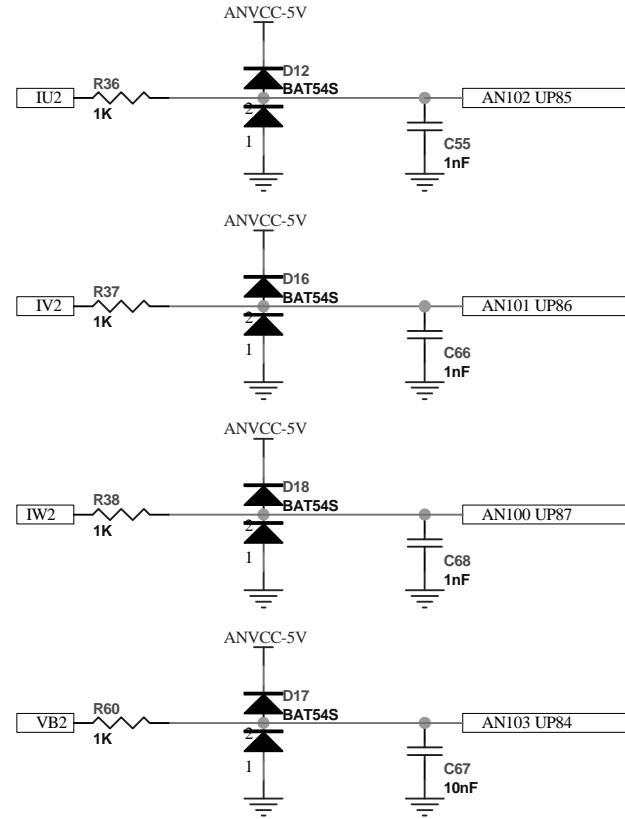 ANVCC-5V
R36
D12
BAT54S
IU2
AN102 UP85
1K
2
1
C55
1nF
ANVCC-5V
R37
D16
BAT54S
IV2
AN101 UP86
1K
2
1
C66
1nF
ANVCC-5V
R38
D18
BAT54S
IW2
AN100 UP87
1K
2
1
C68
1nF
ANVCC-5V
R60
D17
BAT54S
VB2
AN103 UP84
1K
2
1
C67
10nF